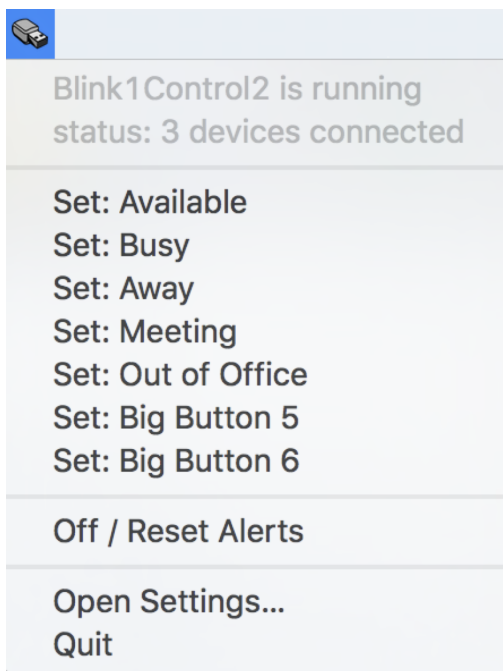 Blink1Control2 is running
status: 3 devices connected
Set: Available
Set: Busy
Set: Away
Set: Meeting
Set: Out of Office
Set: Big Button 5
Set: Big Button 6
Off / Reset Alerts
Open Settings...
Quit